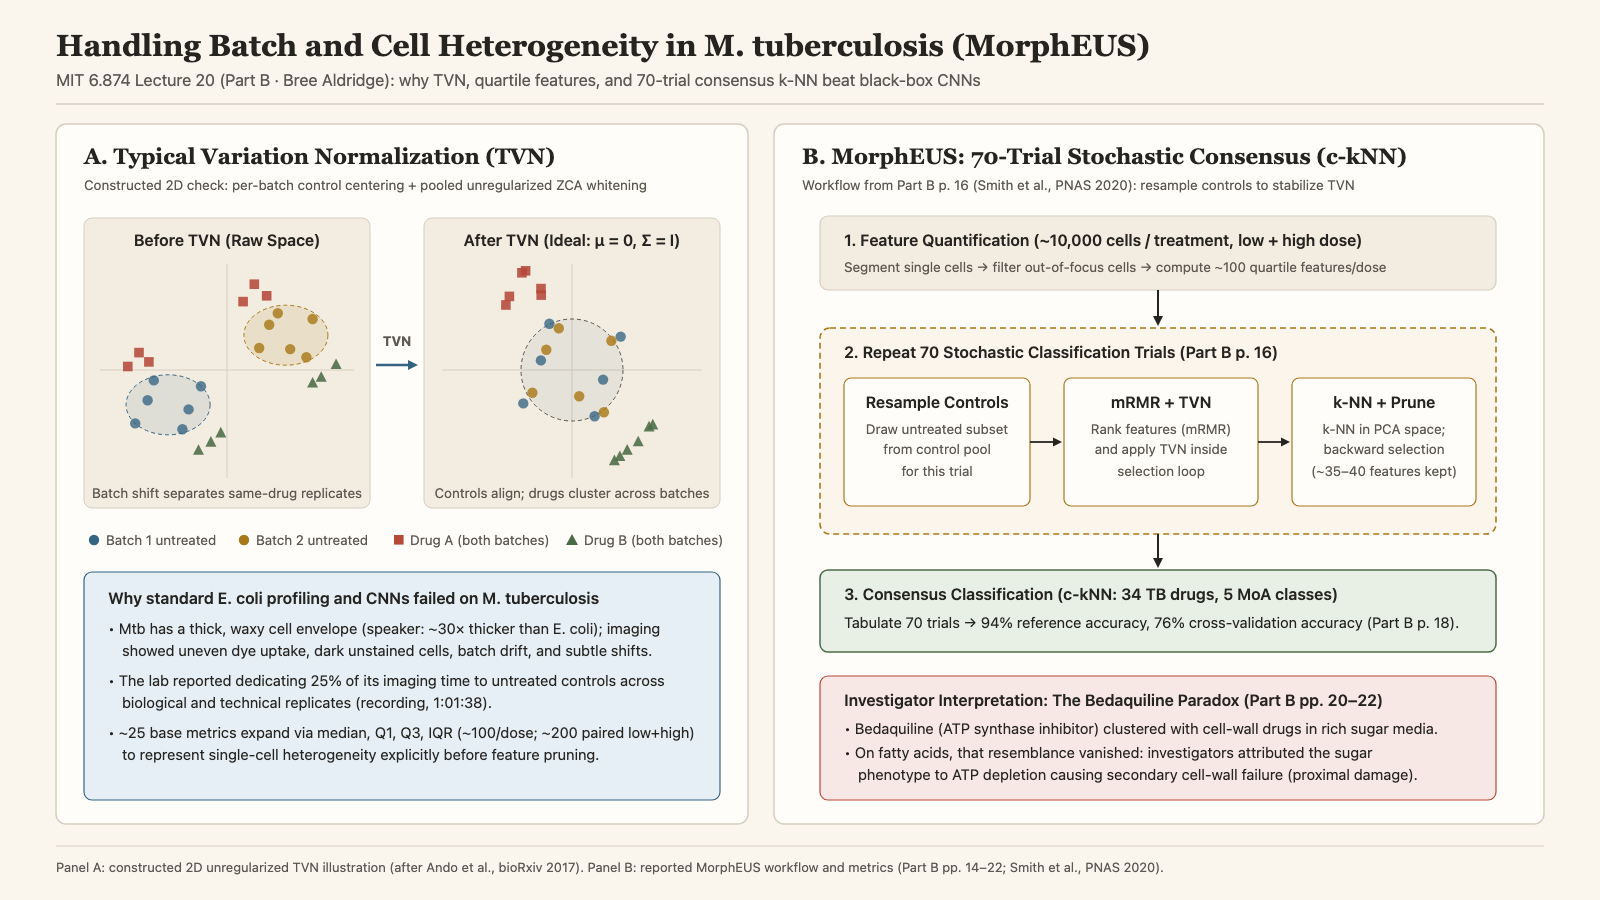 Handling Batch and Cell Heterogeneity in M. tuberculosis (MorphEUS)
MIT 6.874 Lecture 20 (Part B · Bree Aldridge): why TVN, quartile features, and 70-trial consensus k-NN beat black-box CNNs
A. Typical Variation Normalization (TVN)
Constructed 2D check: per-batch control centering + pooled unregularized ZCA whitening
Before TVN (Raw Space)
Batch shift separates same-drug replicates
TVN
After TVN (Ideal: μ = 0, Σ = I)
Controls align; drugs cluster across batches
Batch 1 untreated
Batch 2 untreated
Drug A (both batches)
Drug B (both batches)
Why standard E. coli profiling and CNNs failed on M. tuberculosis
• Mtb has a thick, waxy cell envelope (speaker: ~30× thicker than E. coli); imaging
showed uneven dye uptake, dark unstained cells, batch drift, and subtle shifts.
• The lab reported dedicating 25% of its imaging time to untreated controls across
biological and technical replicates (recording, 1:01:38).
• ~25 base metrics expand via median, Q1, Q3, IQR (~100/dose; ~200 paired low+high)
to represent single-cell heterogeneity explicitly before feature pruning.
B. MorphEUS: 70-Trial Stochastic Consensus (c-kNN)
Workflow from Part B p. 16 (Smith et al., PNAS 2020): resample controls to stabilize TVN
1. Feature Quantification (~10,000 cells / treatment, low + high dose)
Segment single cells → filter out-of-focus cells → compute ~100 quartile features/dose
2. Repeat 70 Stochastic Classification Trials (Part B p. 16)
Resample Controls
Draw untreated subset
from control pool
for this trial
mRMR + TVN
Rank features (mRMR)
and apply TVN inside
selection loop
k-NN + Prune
k-NN in PCA space;
backward selection
(~35–40 features kept)
3. Consensus Classification (c-kNN: 34 TB drugs, 5 MoA classes)
Tabulate 70 trials → 94% reference accuracy, 76% cross-validation accuracy (Part B p. 18).
Investigator Interpretation: The Bedaquiline Paradox (Part B pp. 20–22)
• Bedaquiline (ATP synthase inhibitor) clustered with cell-wall drugs in rich sugar media.
• On fatty acids, that resemblance vanished: investigators attributed the sugar
phenotype to ATP depletion causing secondary cell-wall failure (proximal damage).
Panel A: constructed 2D unregularized TVN illustration (after Ando et al., bioRxiv 2017). Panel B: reported MorphEUS workflow and metrics (Part B pp. 14–22; Smith et al., PNAS 2020).